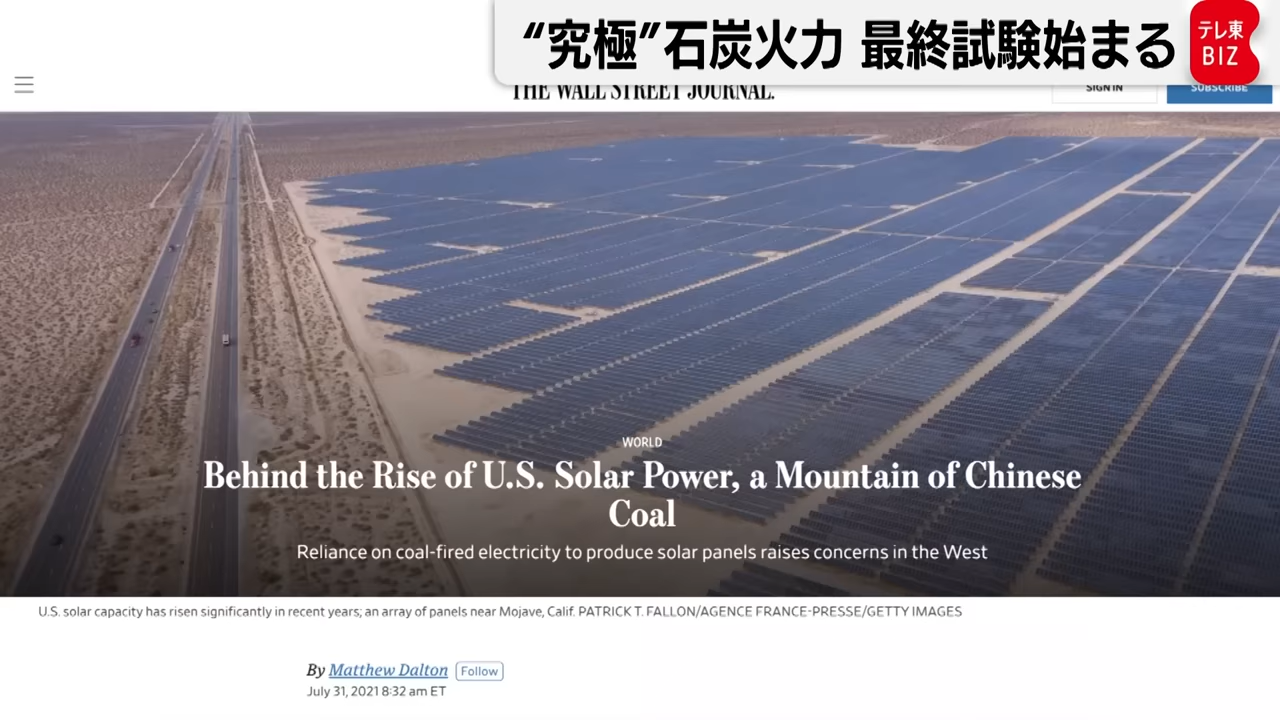 “究極”石炭火力 最終試験始まる
テレ東
BIZ
THE WALL STREET JOURNAL.
SIGN IN
SUBSCRIBE
WORLD
Behind the Rise of U.S. Solar Power, a Mountain of Chinese
Coal
Reliance on coal-fired electricity to produce solar panels raises concerns in the West
U.S. solar capacity has risen significantly in recent years; an array of panels near Mojave, Calif. PATRICK T. FALLON/AGENCE FRANCE-PRESSE/GETTY IMAGES
By Matthew Dalton Follow
July 31, 2021 8:32 am ET